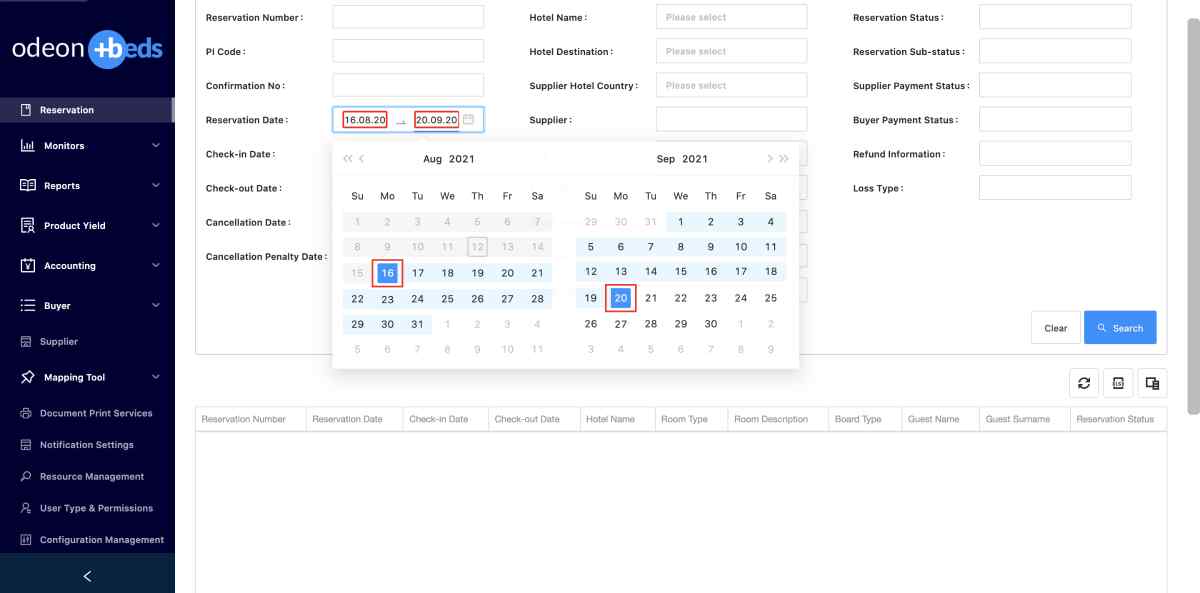 odeon +beds
Reservation
Monitors
Reports
Product Yield
Accounting
Buyer
Supplier
Mapping Tool
Document Print Services
Notification Settings
Resource Management
User Type & Permissions
Configuration Management
Reservation Number :
Hotel Name : Please select
Reservation Status :
PI Code :
Hotel Destination : Please select
Reservation Sub-status :
Confirmation No :
Supplier Hotel Country : Please select
Supplier Payment Status :
Reservation Date : 16.08.20 → 20.09.20
Supplier :
Buyer Payment Status :
Check-in Date :
Refund Information :
Check-out Date :
Loss Type :
Cancellation Date :
Cancellation Penalty Date :
Aug 2021
Su Mo Tu We Th Fr Sa
1 2 3 4 5 6 7
8 9 10 11 12 13 14
15 16 17 18 19 20 21
22 23 24 25 26 27 28
29 30 31 1 2 3 4
5 6 7 8 9 10 11
Sep 2021
Su Mo Tu We Th Fr Sa
29 30 31 1 2 3 4
5 6 7 8 9 10 11
12 13 14 15 16 17 18
19 20 21 22 23 24 25
26 27 28 29 30 1 2
3 4 5 6 7 8 9
Clear Search
Reservation Number Reservation Date Check-in Date Check-out Date Hotel Name Room Type Room Description Board Type Guest Name Guest Surname Reservation Status